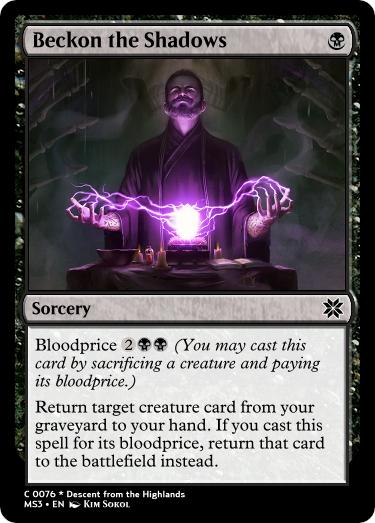 Beckon the Shadows
Sorcery
Bloodprice 2 (You may cast this
card by sacrificing a creature and paying
its bloodprice.)
Return target creature card from your
graveyard to your hand. If you cast this
spell for its bloodprice, return that card
to the battlefield instead.
C 0076 * Descent from the Highlands
MS3 • EN Kim Sokol